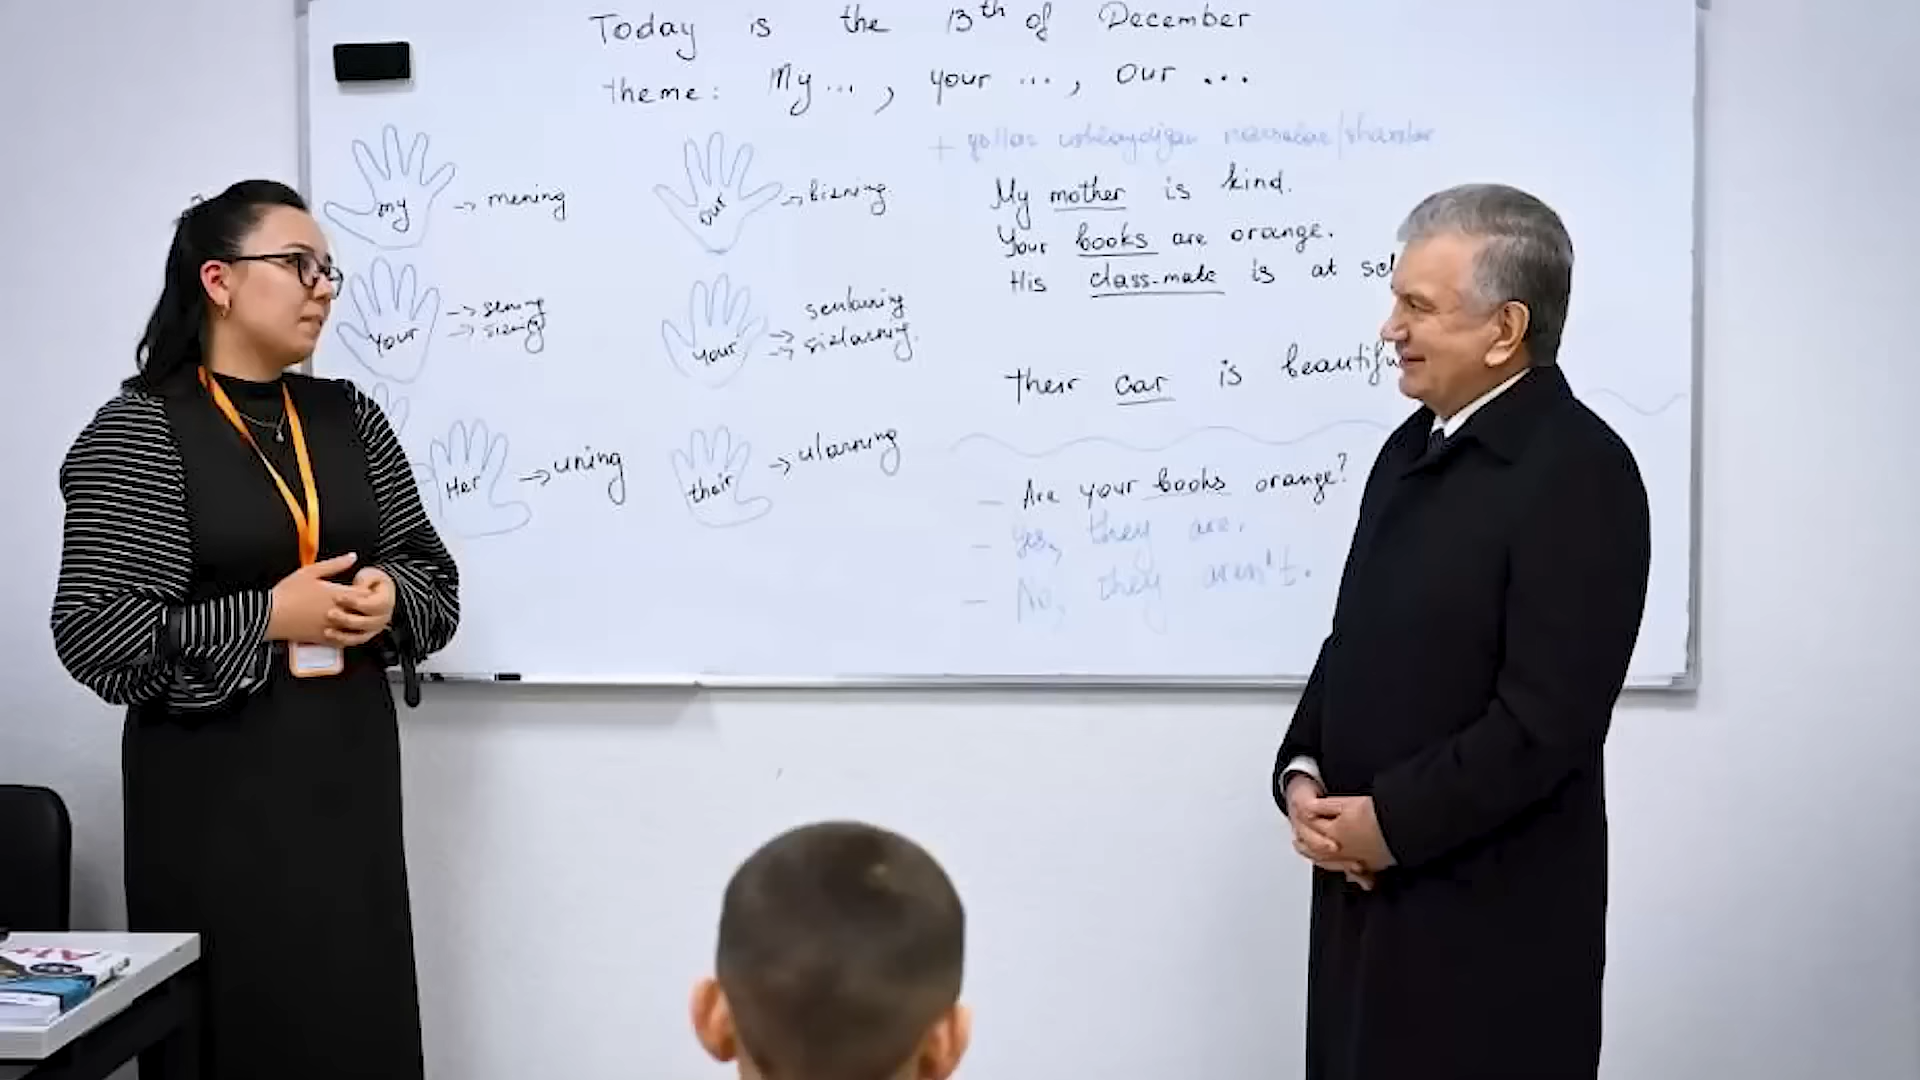 Today is the 13th of December
theme: My..., your ..., Our ...
My → mening
Our → bizning
Your → sening
→ sizning
Your → senlarning
→ sizlarning.
Her → uning
their → ularning
+
My mother is kind.
Your books are orange.
His class-mate is at sch
Their car is beautifu
- Are your books orange?
- Yes, they are.
- No, they aren't.